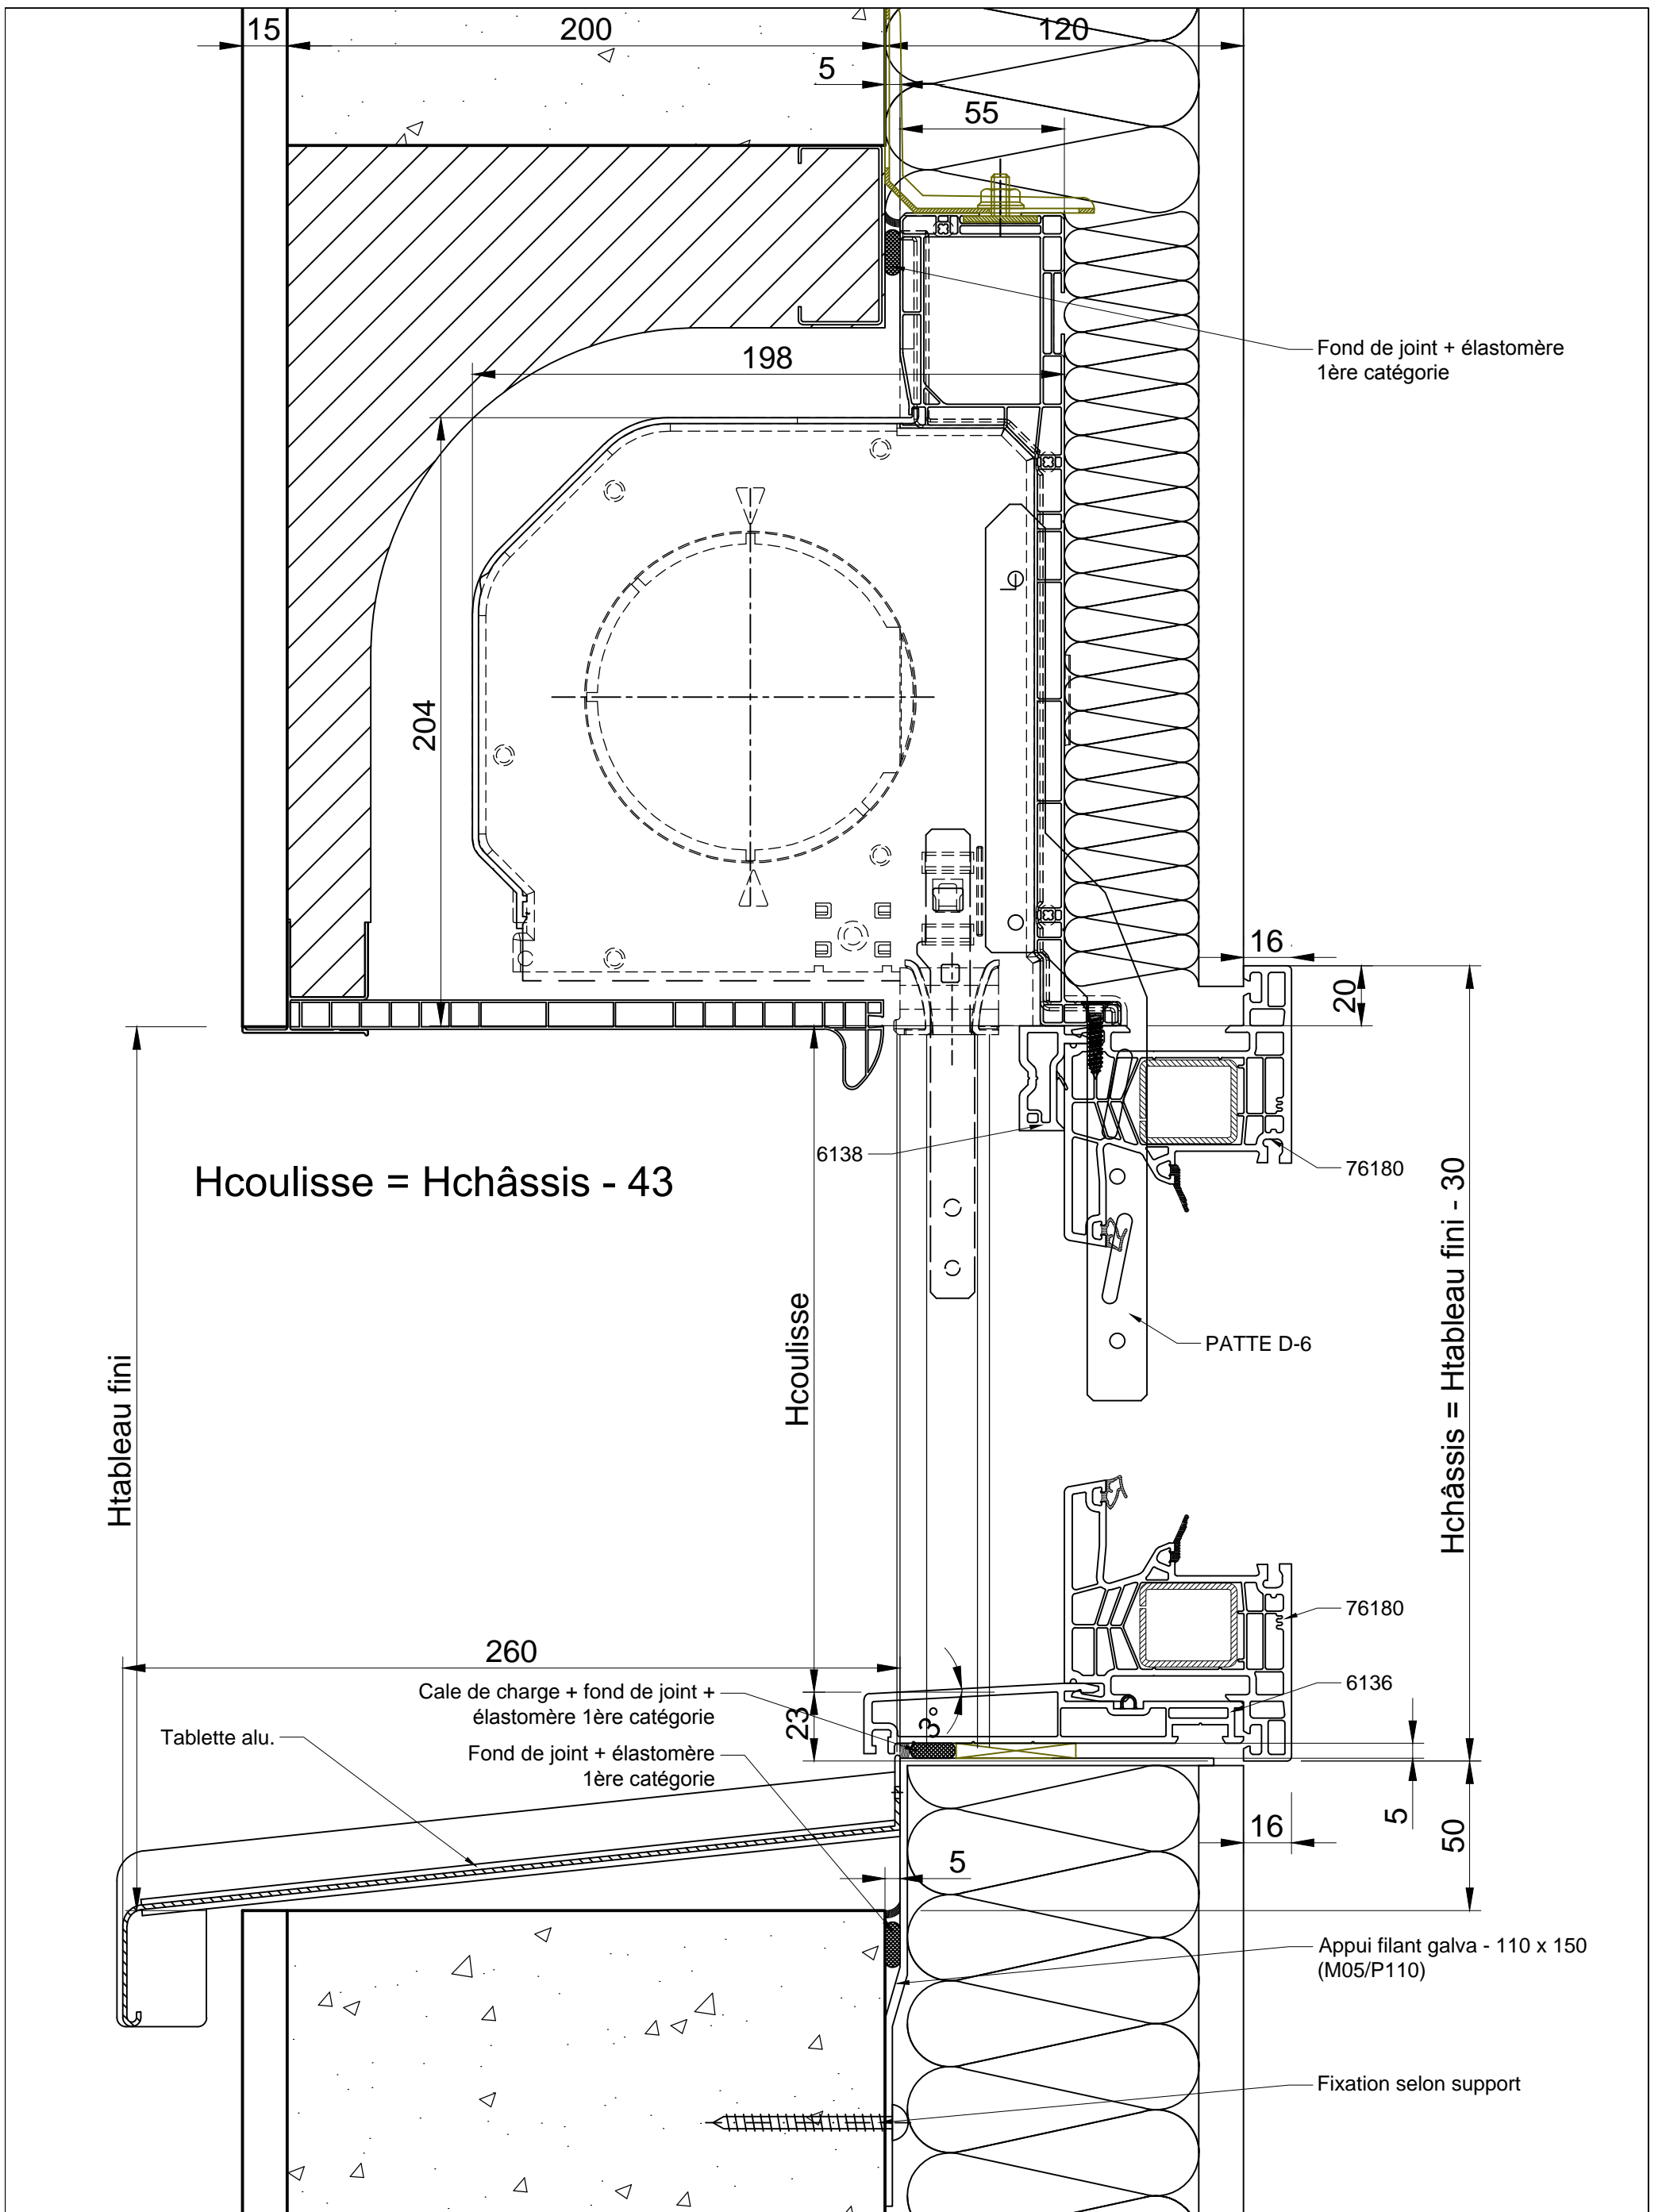 15
200
120
5
55
Fond de joint + élastomère
1ère catégorie
198
204
16
20
6138
76180
Hcoulisse = Hchâssis - 43
Hchâssis = Htableau fini - 30
Hcoulisse
PATTE D-6
Htableau fini
76180
260
6136
Cale de charge + fond de joint +
élastomère 1ère catégorie
23
3°
Tablette alu.
Fond de joint + élastomère
1ère catégorie
5
16
50
5
Appui filant galva - 110 x 150
(M05/P110)
Fixation selon support